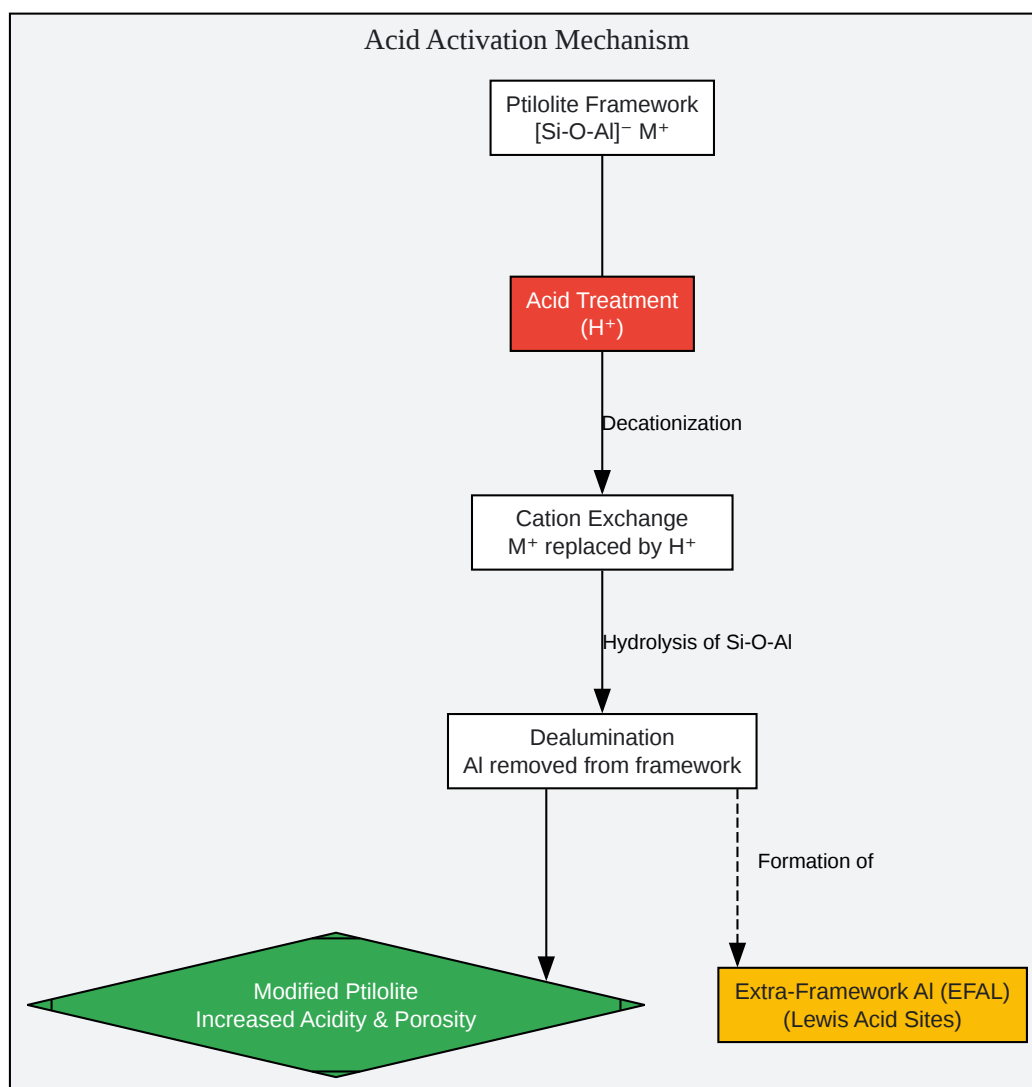 Acid Activation Mechanism
Ptilolite Framework
[Si-O-Al]⁻ M⁺
Acid Treatment
(H⁺)
Decationization
Cation Exchange
M⁺ replaced by H⁺
Hydrolysis of Si-O-Al
Dealumination
Al removed from framework
Formation of
Modified Ptilolite
Increased Acidity & Porosity
Extra-Framework Al (EFAL)
(Lewis Acid Sites)